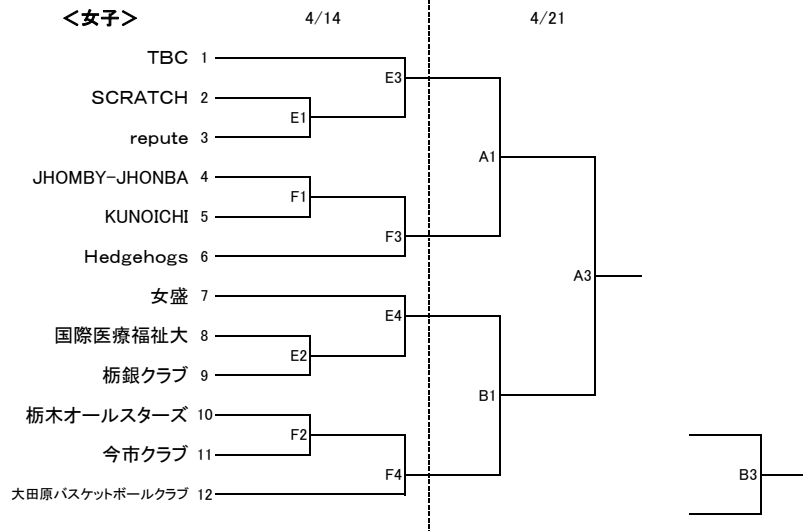 ＜女子＞ 4/14 4/21
TBC 1
E3
SCRATCH 2
E1
repute 3
A1
JHOMBY-JHONBA 4
F1
KUNOICHI 5
F3
Hedgehogs 6
A3
女盛 7
E4
国際医療福祉大 8
E2
栃銀クラブ 9
B1
栃木オールスターズ 10
F2
今市クラブ 11
F4 B3
大田原バスケットボールクラブ 12